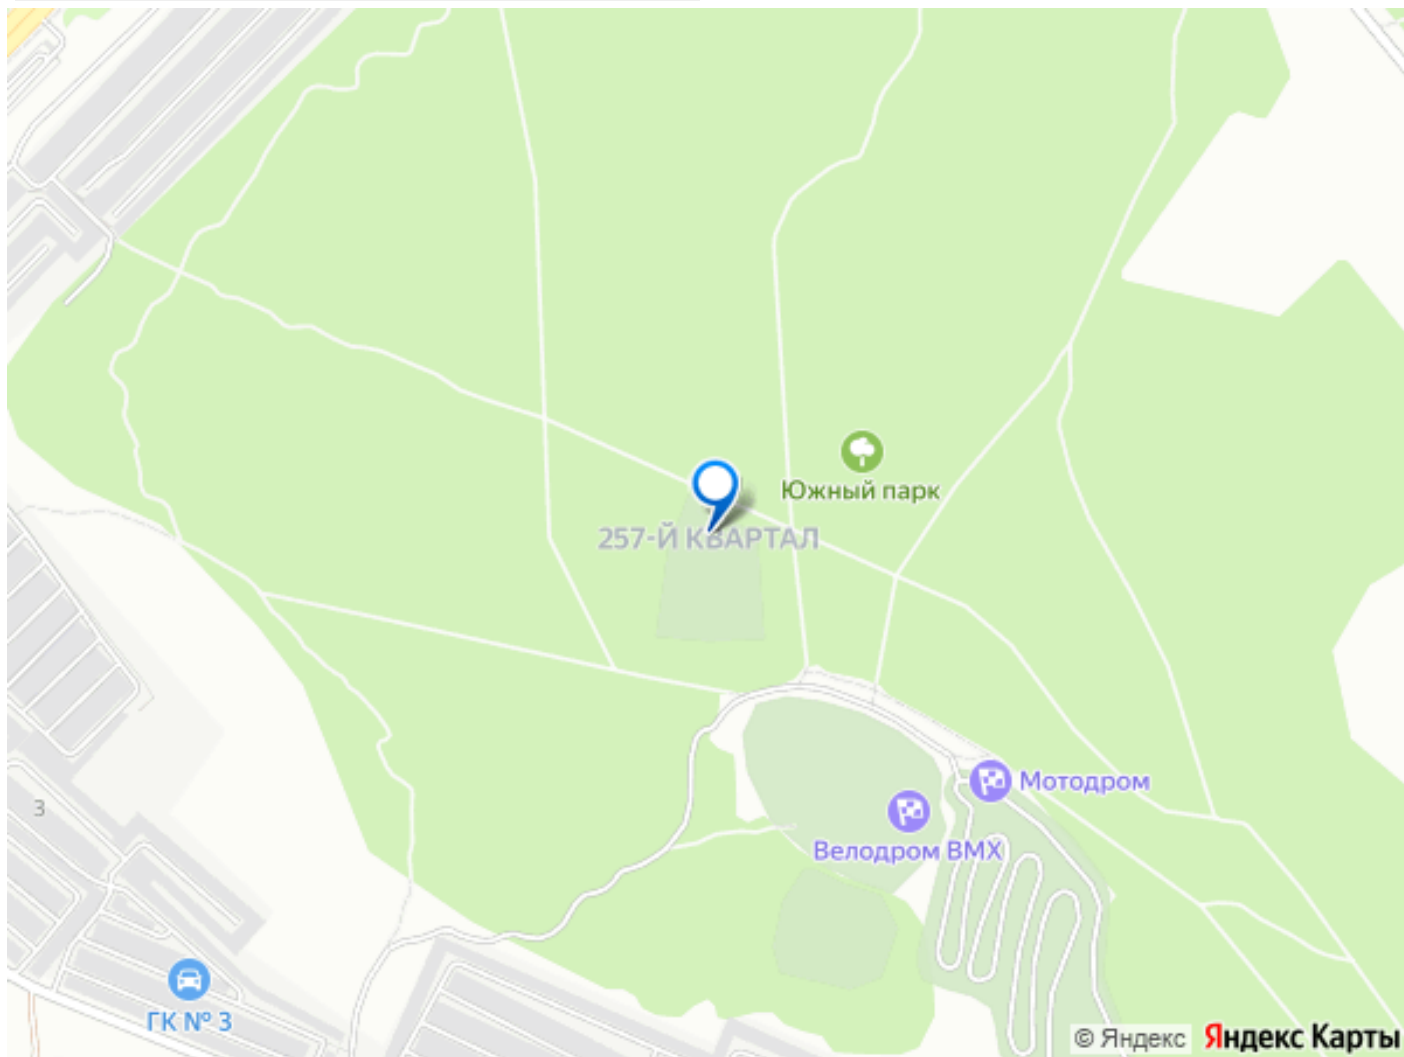 Южный парк
257-Й КВАРТАЛ
Мотодром
3
Велодром BMX
ГК № 3
© Яндекс Яндекс Карты